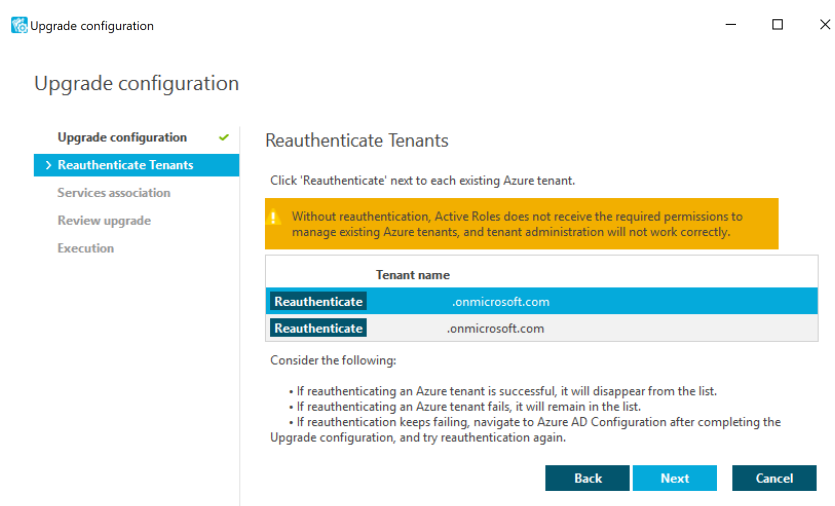 Upgrade configuration
Upgrade configuration
Upgrade configuration
Reauthenticate Tenants
Services association
Review upgrade
Execution
Reauthenticate Tenants
Click 'Reauthenticate' next to each existing Azure tenant.
Without reauthentication, Active Roles does not receive the required permissions to
manage existing Azure tenants, and tenant administration will not work correctly.
Tenant name
Reauthenticate .onmicrosoft.com
Reauthenticate .onmicrosoft.com
Consider the following:
• If reauthenticating an Azure tenant is successful, it will disappear from the list.
• If reauthenticating an Azure tenant fails, it will remain in the list.
• If reauthentication keeps failing, navigate to Azure AD Configuration after completing the
Upgrade configuration, and try reauthentication again.
Back Next Cancel